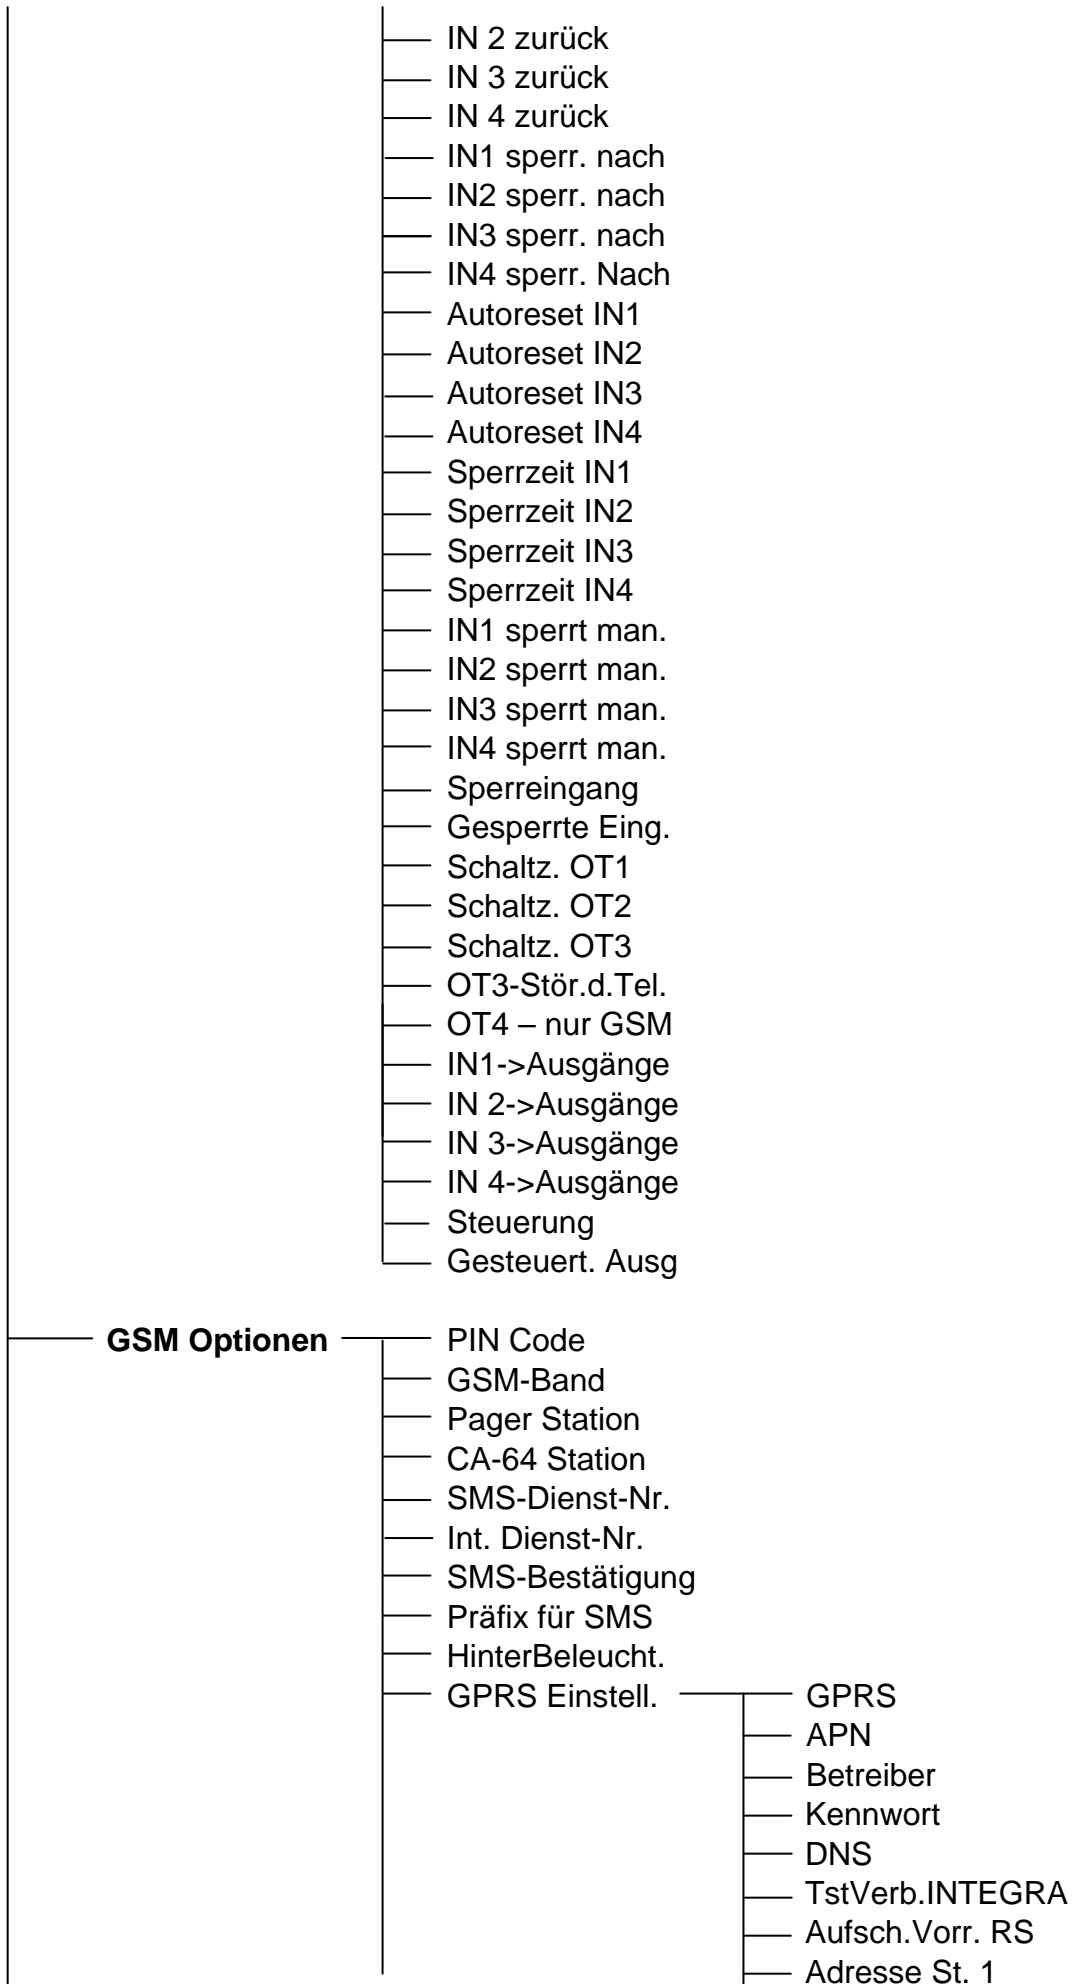 IN 2 zurück
IN 3 zurück
IN 4 zurück
IN1 sperr. nach
IN2 sperr. nach
IN3 sperr. nach
IN4 sperr. Nach
Autoreset IN1
Autoreset IN2
Autoreset IN3
Autoreset IN4
Sperrzeit IN1
Sperrzeit IN2
Sperrzeit IN3
Sperrzeit IN4
IN1 sperrt man.
IN2 sperrt man.
IN3 sperrt man.
IN4 sperrt man.
Sperreingang
Gesperrte Eing.
Schaltz. OT1
Schaltz. OT2
Schaltz. OT3
OT3-Stör.d.Tel.
OT4 – nur GSM
IN1->Ausgänge
IN 2->Ausgänge
IN 3->Ausgänge
IN 4->Ausgänge
Steuerung
Gesteuert. Ausg
GSM Optionen PIN Code
GSM-Band
Pager Station
CA-64 Station
SMS-Dienst-Nr.
Int. Dienst-Nr.
SMS-Bestätigung
Präfix für SMS
HinterBeleucht.
GPRS Einstell. GPRS
APN
Betreiber
Kennwort
DNS
TstVerb.INTEGRA
Aufsch.Vorr. RS
Adresse St. 1